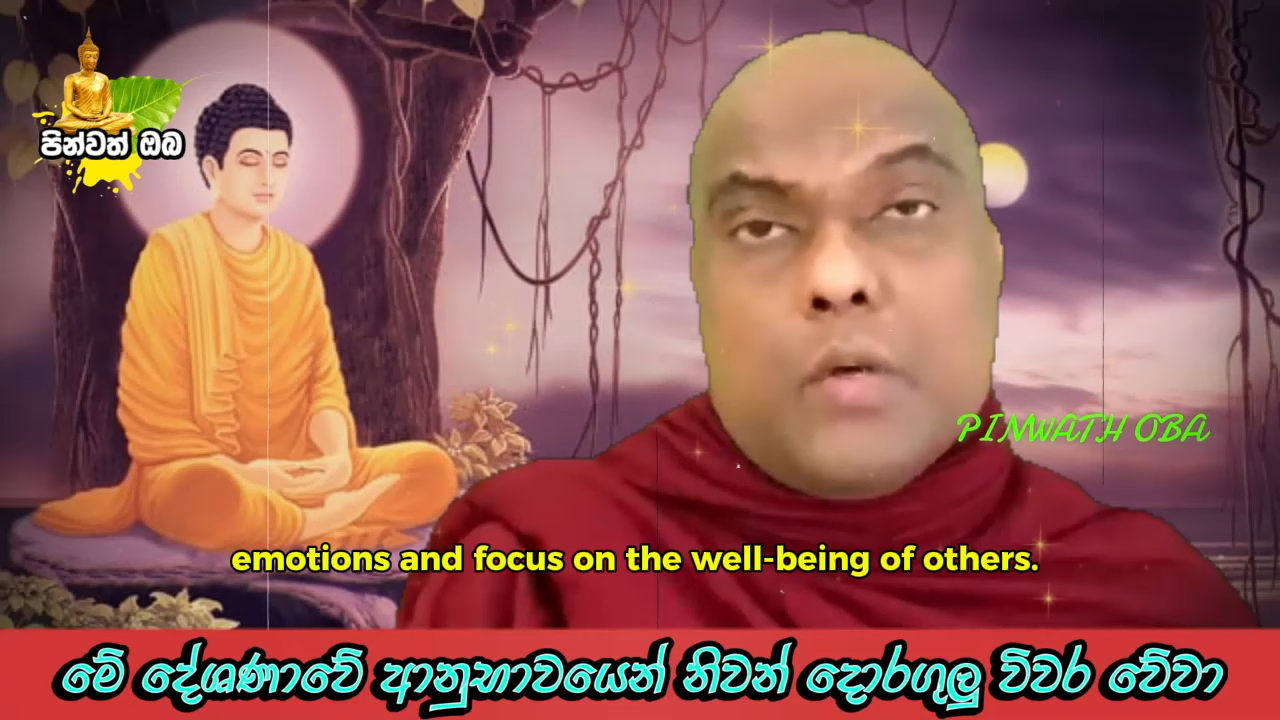 පින්වත් ඔබ
PINWATH OBA
emotions and focus on the well-being of others.
මේ දේශණාවේ ආනුභාවයෙන් නිවන් දොරගුලු විවර වේවා